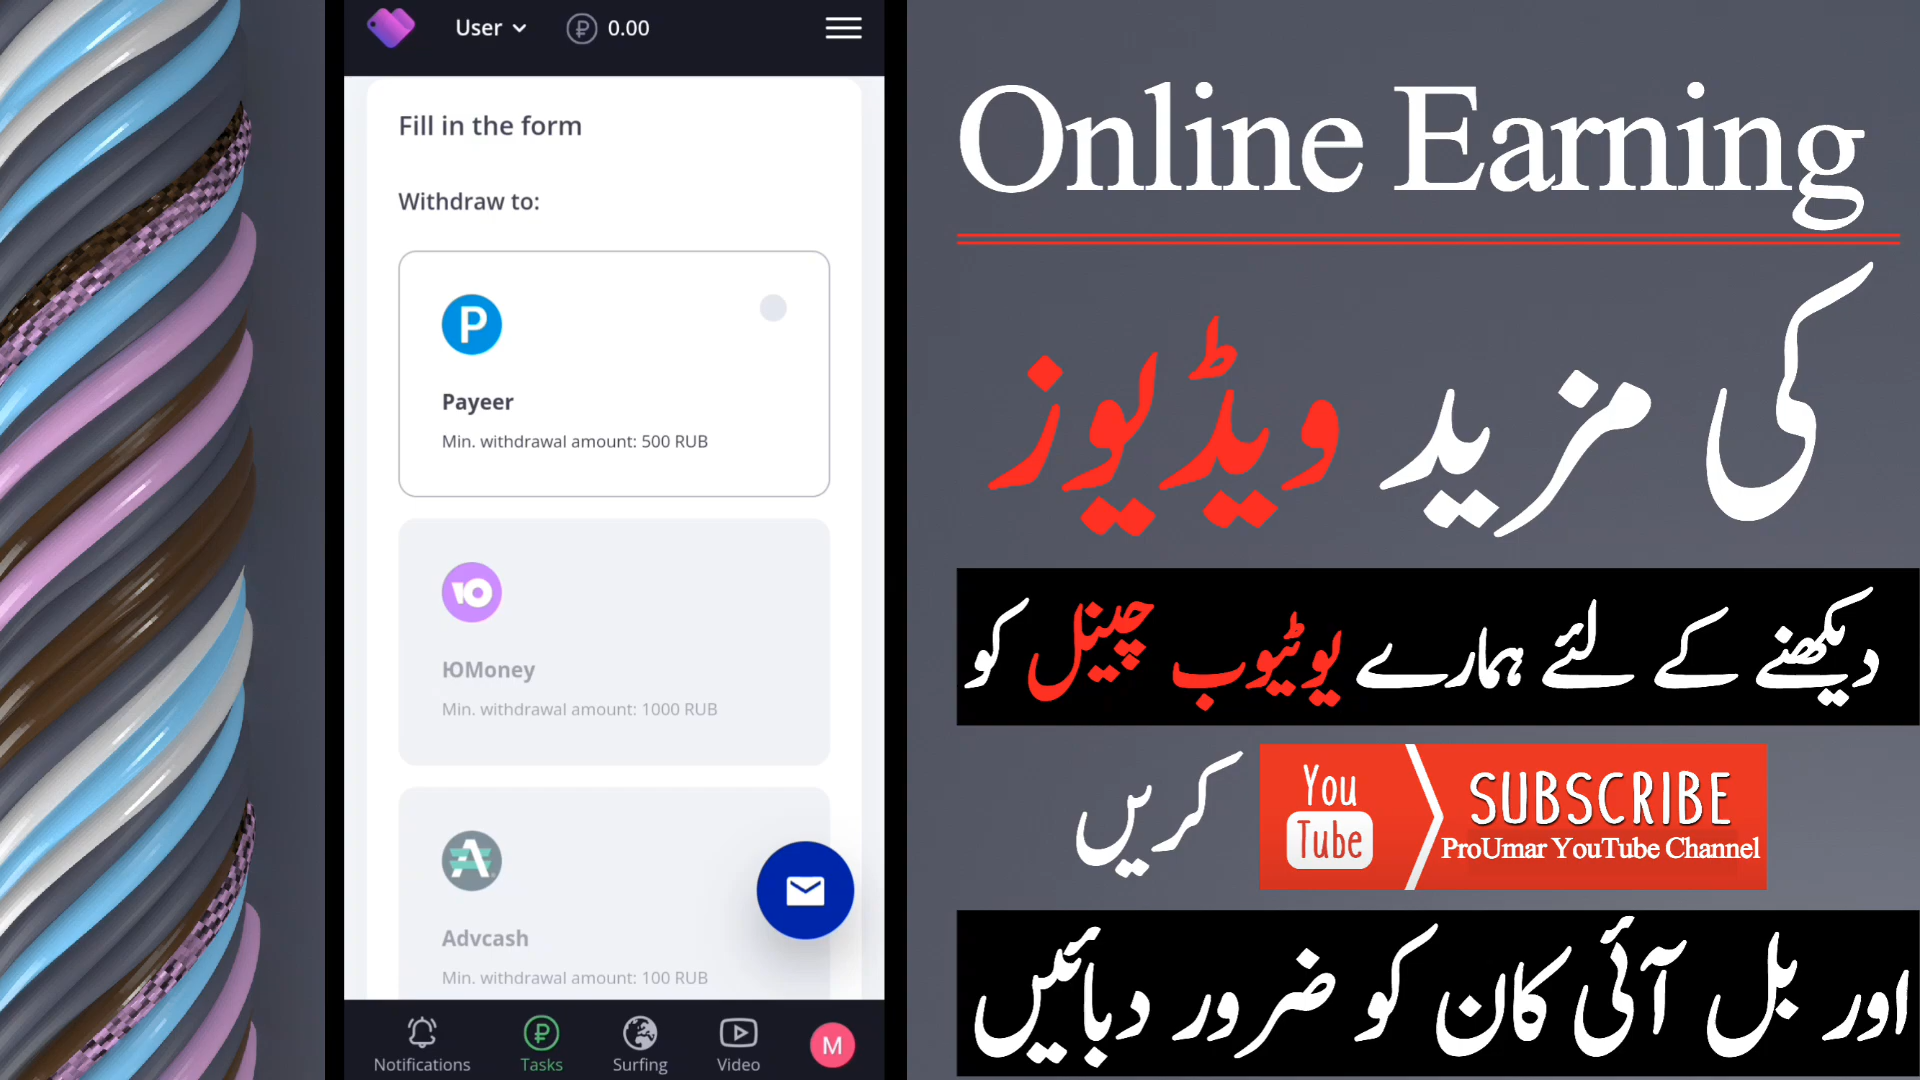 User
0.00
Fill in the form
Withdraw to:
Payeer
Min. withdrawal amount: 500 RUB
ЮMoney
Min. withdrawal amount: 1000 RUB
Advcash
Min. withdrawal amount: 100 RUB
Notifications
Tasks
Surfing
Video
M
Online Earning
کی مزید ویڈیوز
دیکھنے کے لئے ہمارے یوٹیوب چینل کو
کریں
You
Tube
SUBSCRIBE
ProUmar YouTube Channel
اور بل آئی کان کو ضرور دبائیں